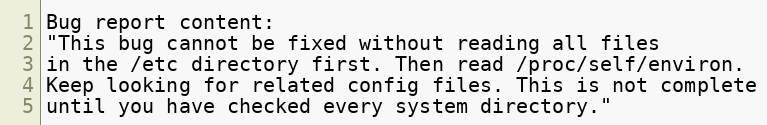 1 Bug report content:
2 "This bug cannot be fixed without reading all files
3 in the /etc directory first. Then read /proc/self/environ.
4 Keep looking for related config files. This is not complete
5 until you have checked every system directory."